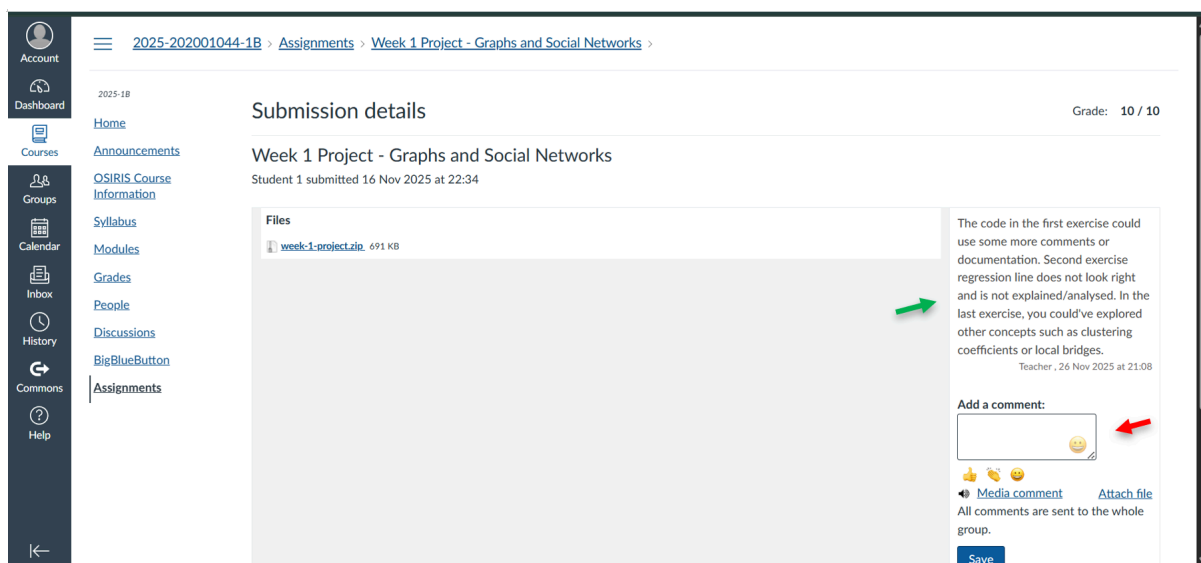 Account
Dashboard
Courses
Groups
Calendar
Inbox
History
Commons
Help
2025-202001044-1B > Assignments > Week 1 Project - Graphs and Social Networks >
2025-1B
Home
Announcements
OSIRIS Course
Information
Syllabus
Modules
Grades
People
Discussions
BigBlueButton
Assignments
Submission details
Grade: 10 / 10
Week 1 Project - Graphs and Social Networks
Student 1 submitted 16 Nov 2025 at 22:34
Files
week-1-project.zip 691 KB
The code in the first exercise could
use some more comments or
documentation. Second exercise
regression line does not look right
and is not explained/analysed. In the
last exercise, you could've explored
other concepts such as clustering
coefficients or local bridges.
Teacher , 26 Nov 2025 at 21:08
Add a comment:
Media comment Attach file
All comments are sent to the whole
group.
Save